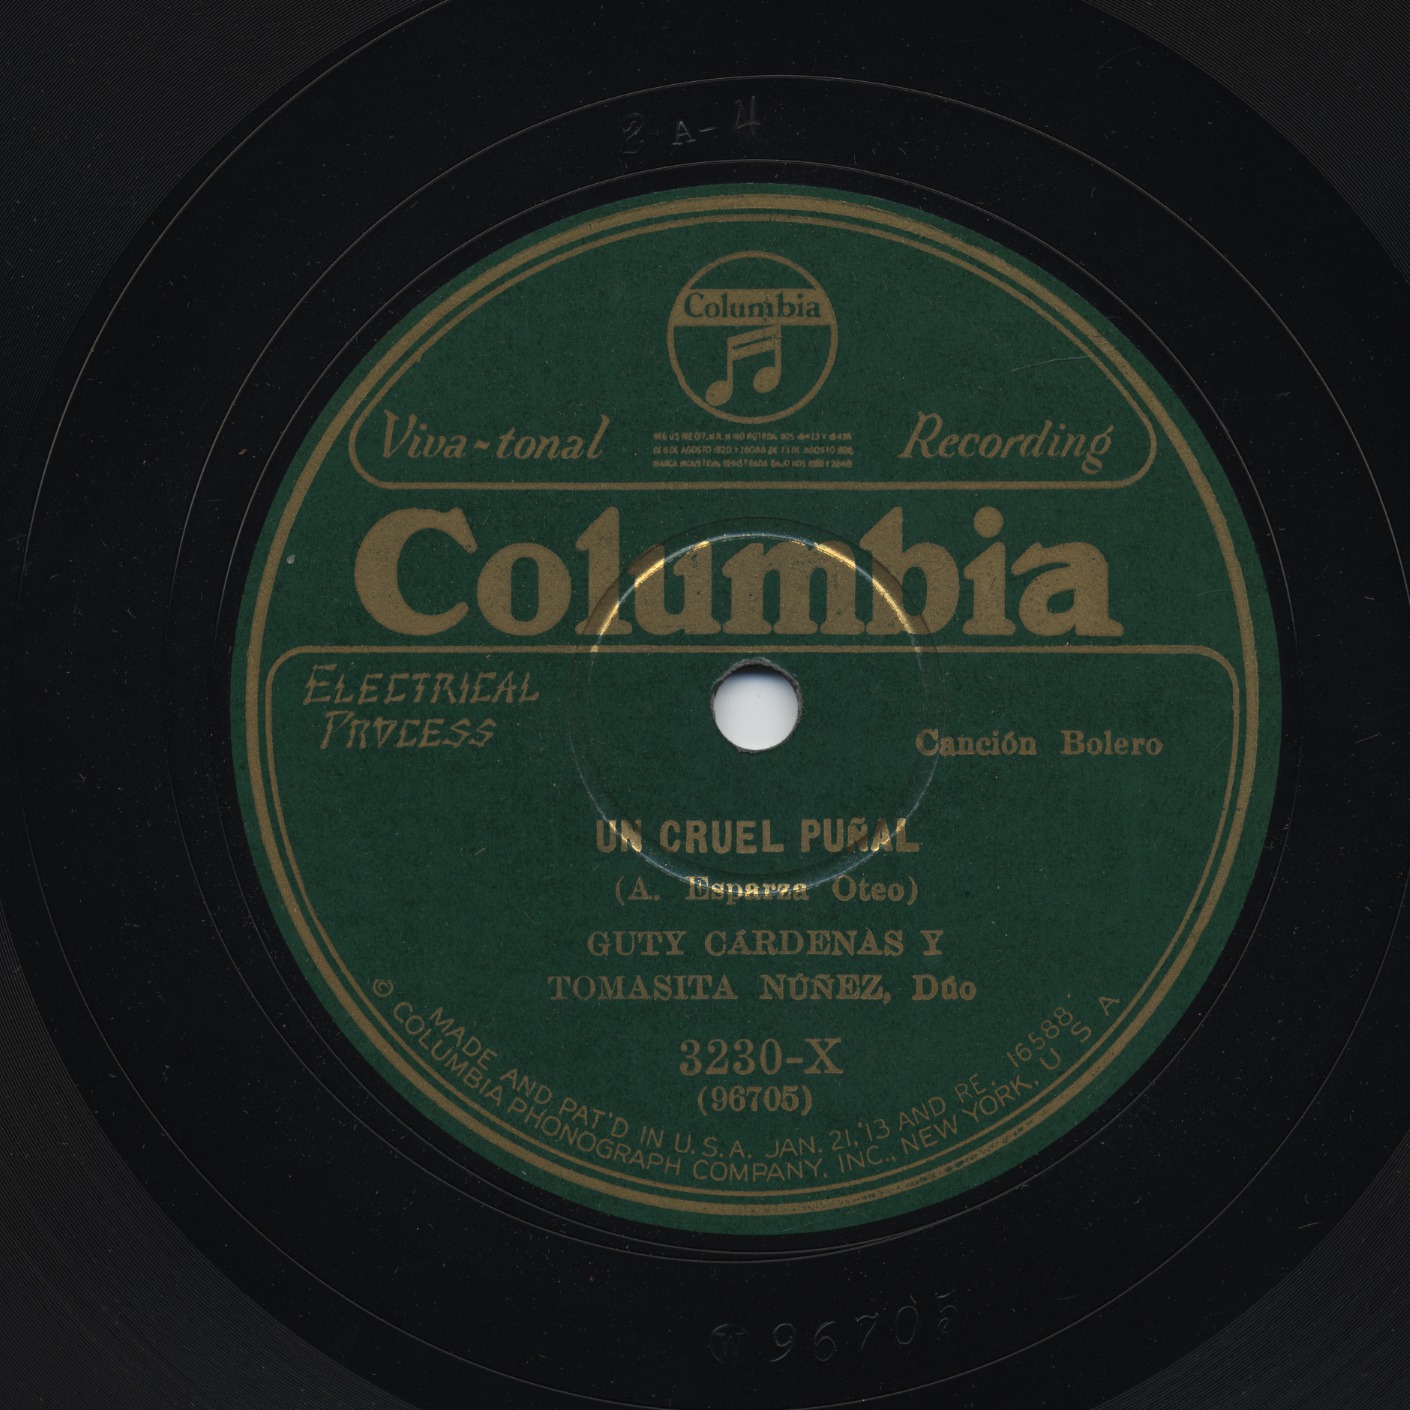 2 A-4
Columbia
Viva-tonal Recording
Columbia
ELECTRICAL
PROCESS
Canción Bolero
UN CRUEL PUÑAL
(A. Esparza Oteo)
GUTY CÁRDENAS Y
TOMASITA NÚÑEZ, Dúo
3230-X
(96705)
MADE AND PAT'D IN U.S.A. JAN. 21, '13 AND RE. 16588.
© COLUMBIA PHONOGRAPH COMPANY, INC., NEW YORK, U S A
W 96705